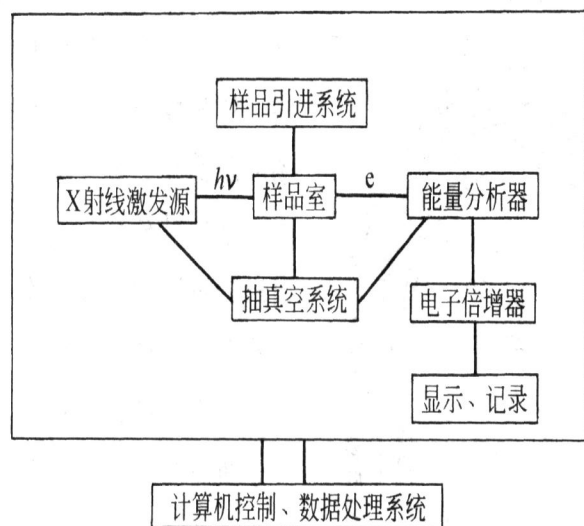 样品引进系统
X射线激发源
hν
样品室
e
能量分析器
抽真空系统
电子倍增器
显示、记录
计算机控制、数据处理系统